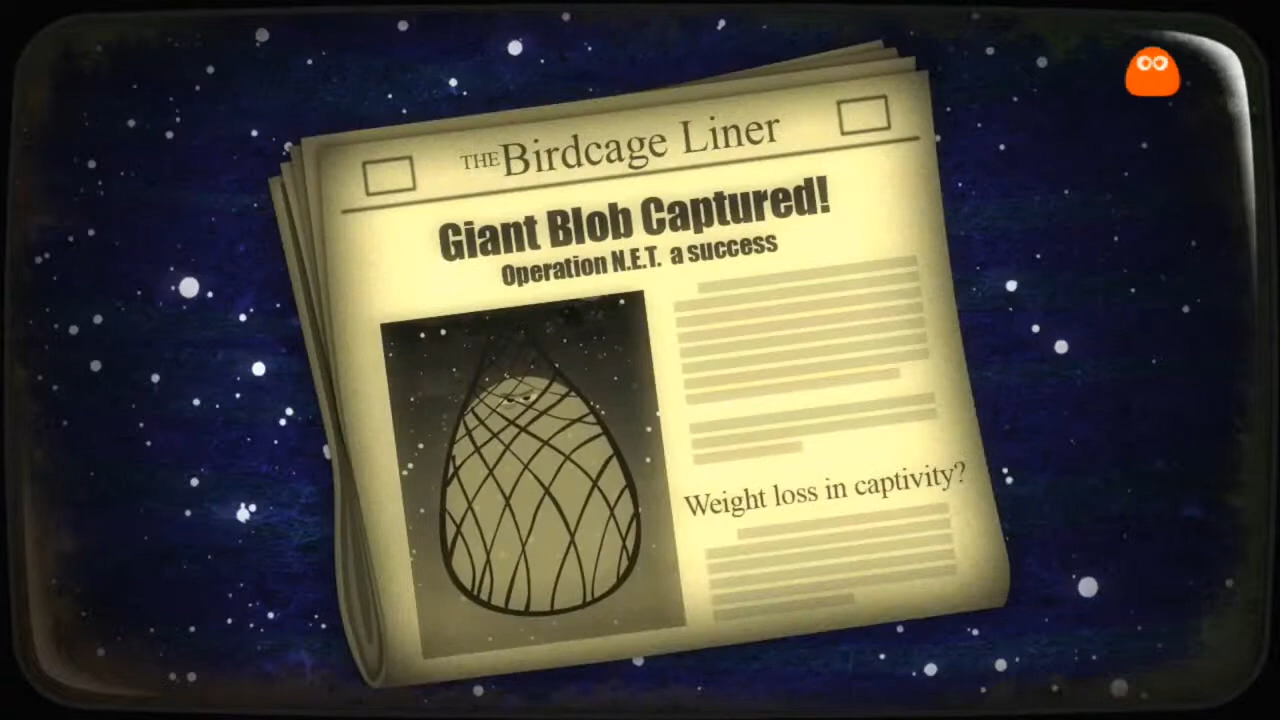 THE Birdcage Liner
Giant Blob Captured!
Operation N.E.T. a success
Weight loss in captivity?